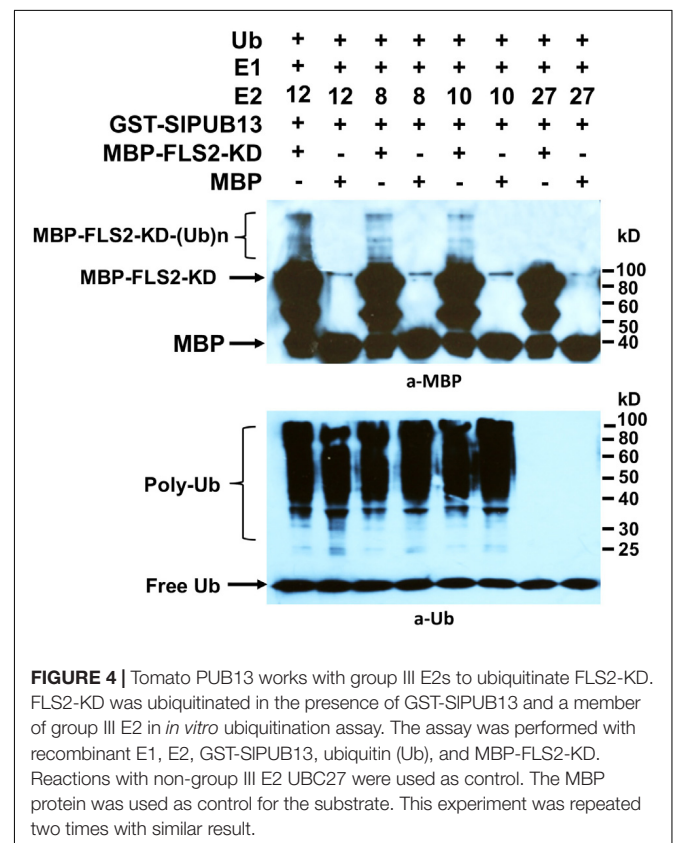 Ub + + + + + + + +
E1 + + + + + + + +
E2 12 12 8 8 10 10 27 27
GST-SlPUB13 + + + + + + + +
MBP-FLS2-KD + - + - + - + -
MBP - + - + - + - +
MBP-FLS2-KD-(Ub)n
kD
MBP-FLS2-KD
100
80
60
50
MBP
40
a-MBP
kD
100
80
60
Poly-Ub
50
40
30
25
Free Ub
a-Ub
FIGURE 4 | Tomato PUB13 works with group III E2s to ubiquitinate FLS2-KD.
FLS2-KD was ubiquitinated in the presence of GST-SlPUB13 and a member
of group III E2 in in vitro ubiquitination assay. The assay was performed with
recombinant E1, E2, GST-SlPUB13, ubiquitin (Ub), and MBP-FLS2-KD.
Reactions with non-group III E2 UBC27 were used as control. The MBP
protein was used as control for the substrate. This experiment was repeated
two times with similar result.